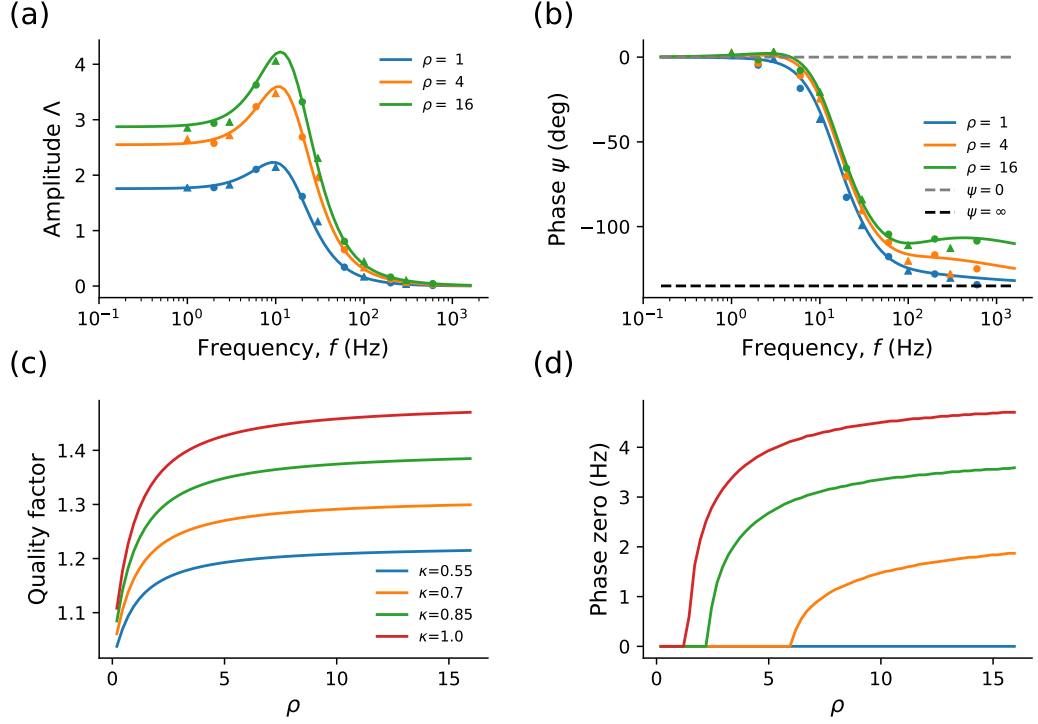 (a)
Amplitude Λ
4
3
2
1
0
10⁻¹ 10⁰ 10¹ 10² 10³
Frequency, f (Hz)
ρ = 1
ρ = 4
ρ = 16
(b)
Phase ψ (deg)
0
−50
−100
10⁻¹ 10⁰ 10¹ 10² 10³
Frequency, f (Hz)
ρ = 1
ρ = 4
ρ = 16
ψ = 0
ψ = ∞
(c)
Quality factor
1.4
1.3
1.2
1.1
0 5 10 15
ρ
κ=0.55
κ=0.7
κ=0.85
κ=1.0
(d)
Phase zero (Hz)
4
3
2
1
0
0 5 10 15
ρ